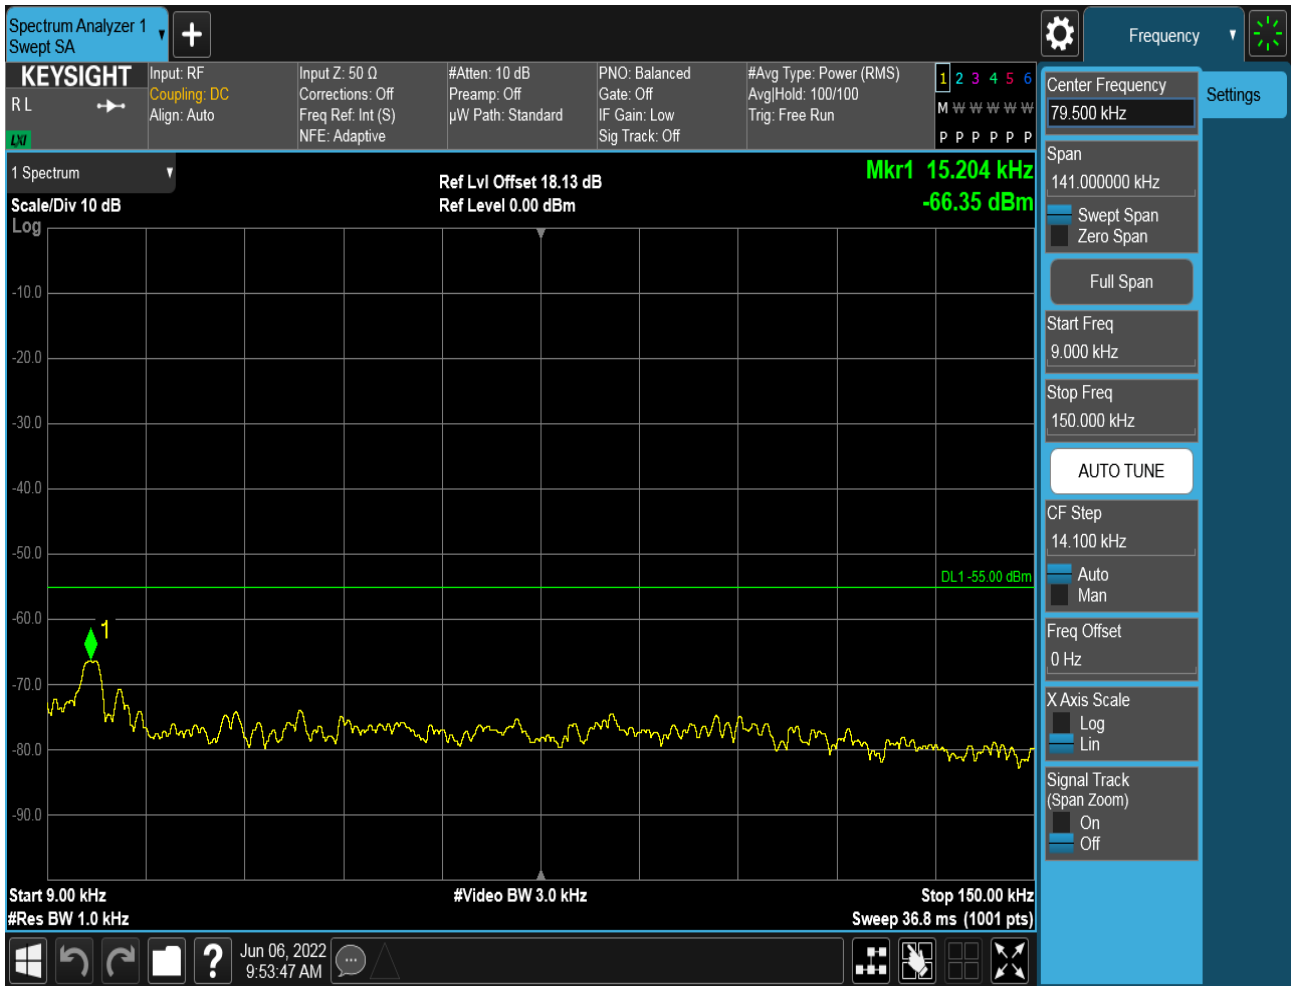 Spectrum Analyzer 1
Swept SA
+
Frequency
KEYSIGHT
R L
LXI
Input: RF
Coupling: DC
Align: Auto
Input Z: 50 Ω
Corrections: Off
Freq Ref: Int (S)
NFE: Adaptive
#Atten: 10 dB
Preamp: Off
µW Path: Standard
PNO: Balanced
Gate: Off
IF Gain: Low
Sig Track: Off
#Avg Type: Power (RMS)
Avg|Hold: 100/100
Trig: Free Run
1 2 3 4 5 6
M W W W W W
P P P P P P
1 Spectrum
Scale/Div 10 dB
Log
Ref Lvl Offset 18.13 dB
Ref Level 0.00 dBm
Mkr1 15.204 kHz
-66.35 dBm
-10.0
-20.0
-30.0
-40.0
-50.0
DL1 -55.00 dBm
-60.0
1
-70.0
-80.0
-90.0
Start 9.00 kHz
#Video BW 3.0 kHz
Stop 150.00 kHz
#Res BW 1.0 kHz
Sweep 36.8 ms (1001 pts)
?
Jun 06, 2022
9:53:47 AM
Center Frequency
79.500 kHz
Settings
Span
141.000000 kHz
Swept Span
Zero Span
Full Span
Start Freq
9.000 kHz
Stop Freq
150.000 kHz
AUTO TUNE
CF Step
14.100 kHz
Auto
Man
Freq Offset
0 Hz
X Axis Scale
Log
Lin
Signal Track
(Span Zoom)
On
Off